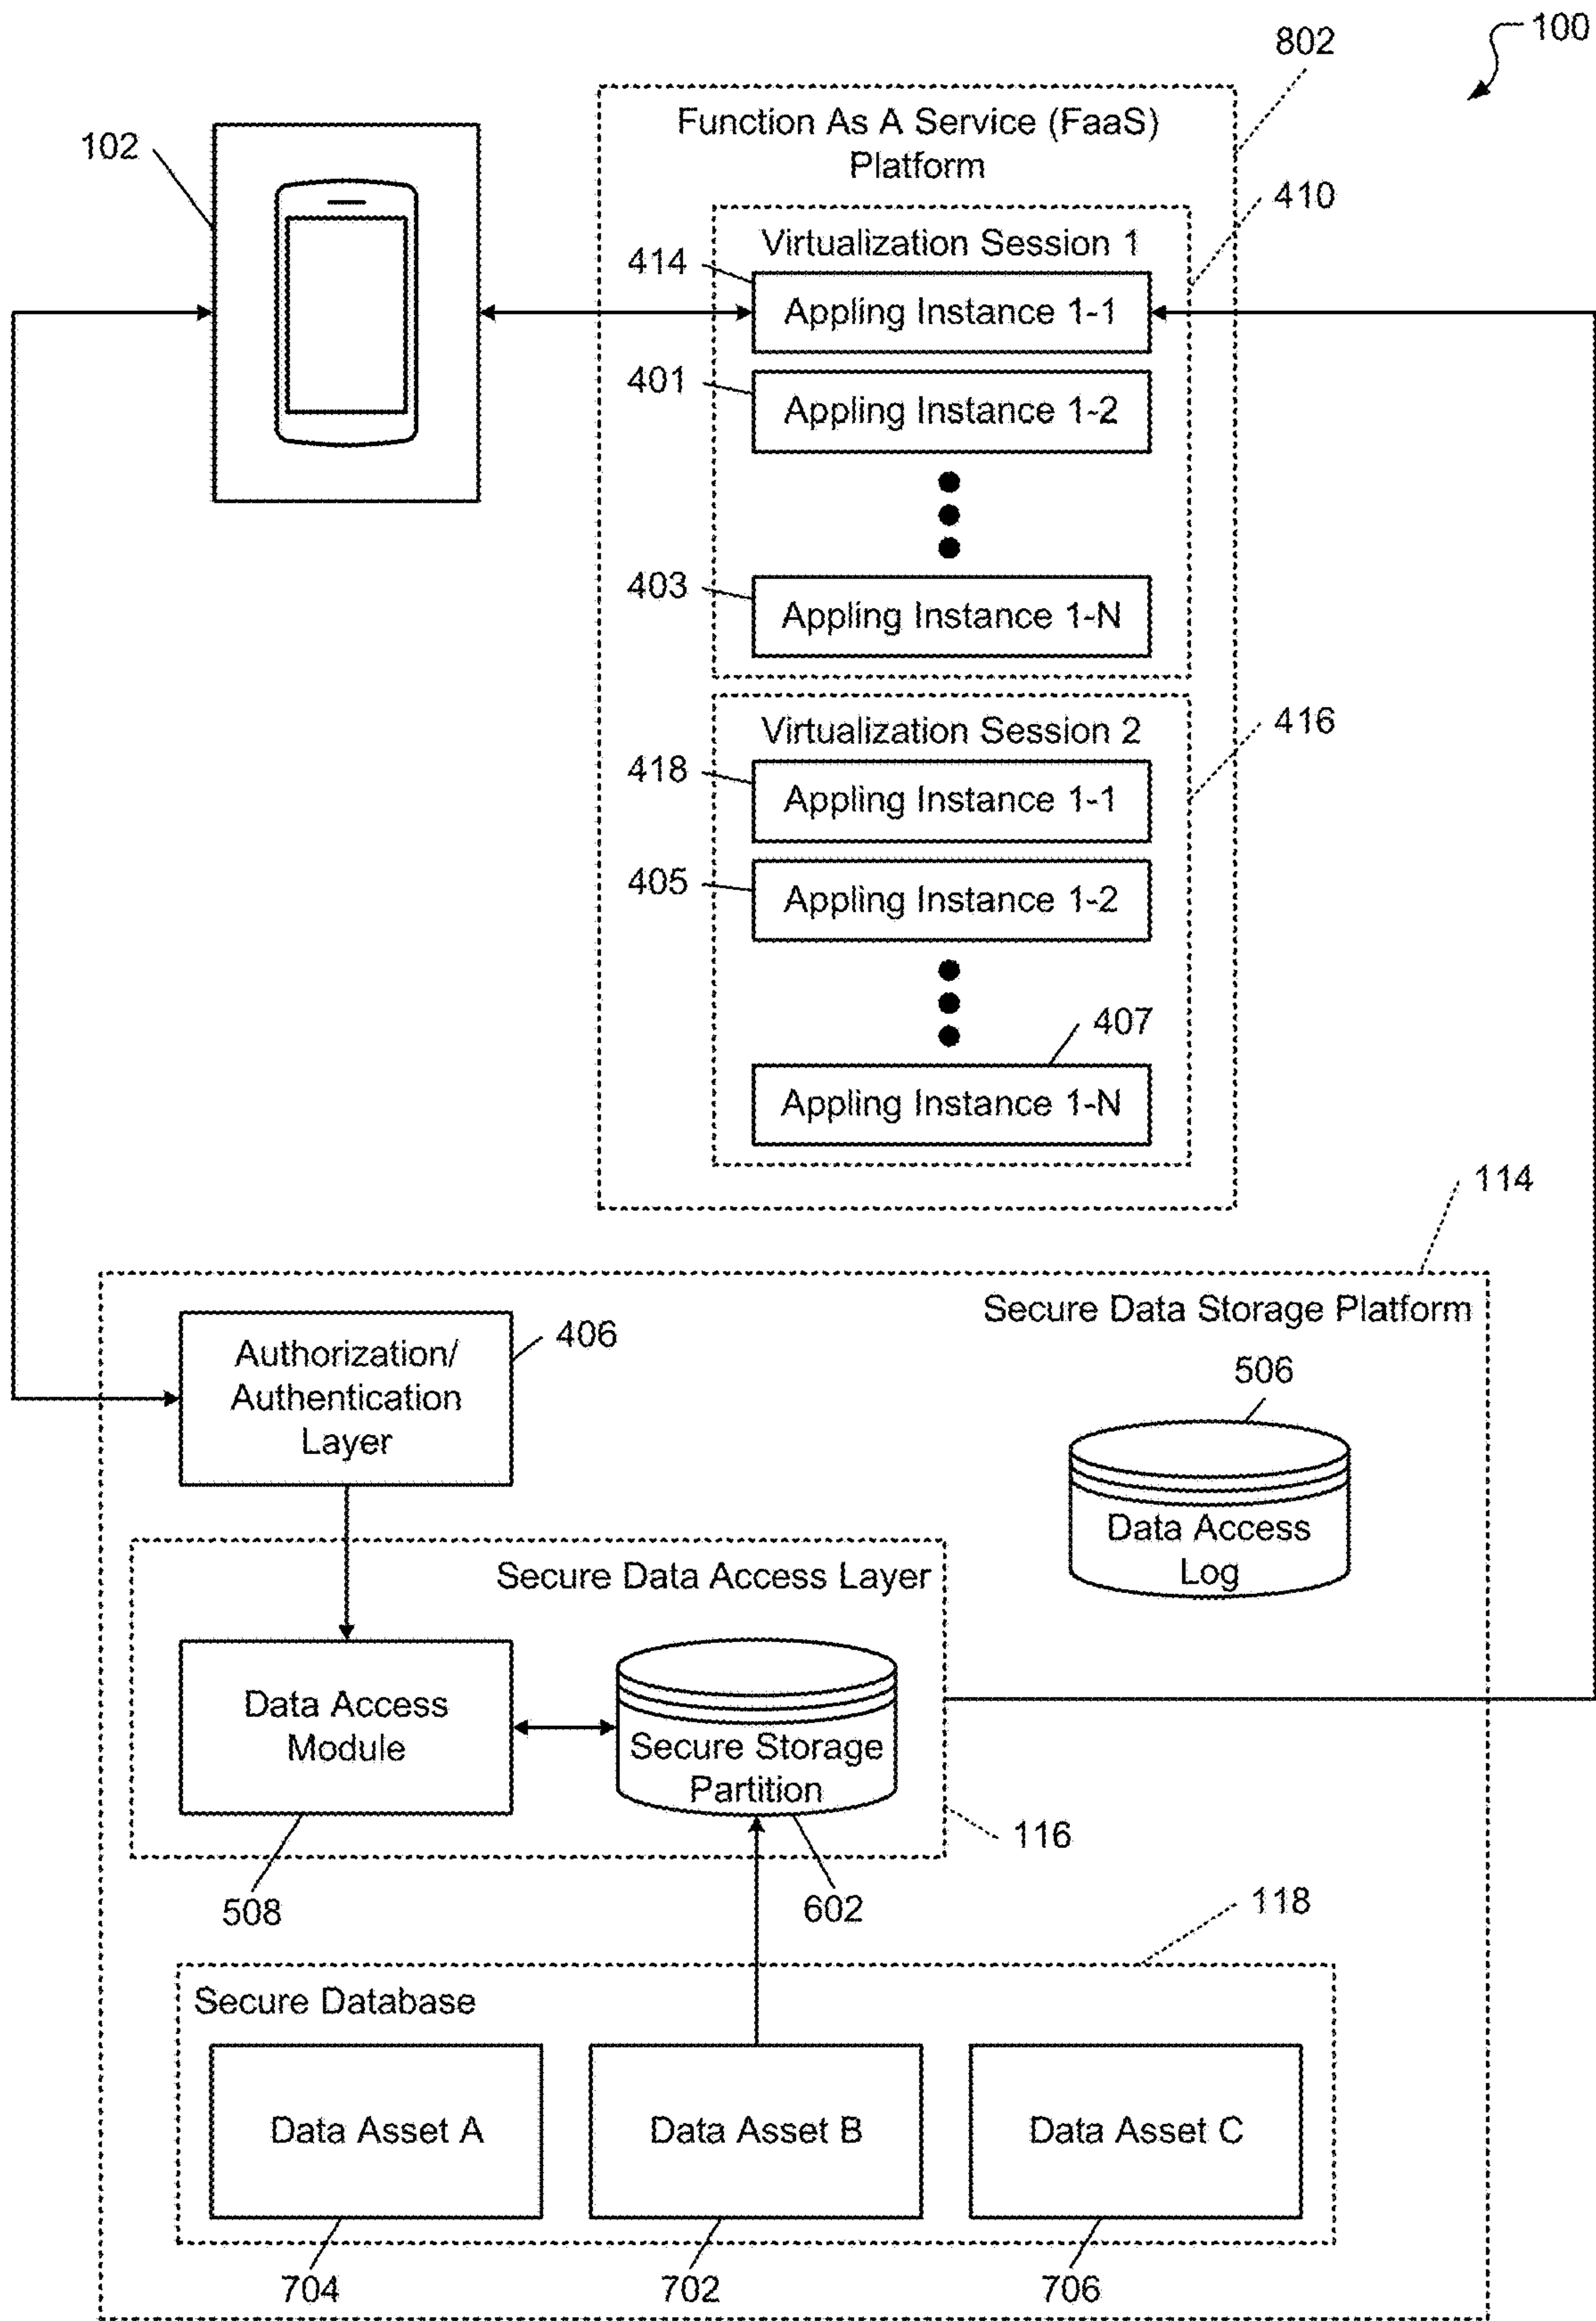 100
802
Function As A Service (FaaS)
Platform
102
410
Virtualization Session 1
414
Appling Instance 1-1
401
Appling Instance 1-2
403
Appling Instance 1-N
416
Virtualization Session 2
418
Appling Instance 1-1
405
Appling Instance 1-2
407
Appling Instance 1-N
114
Secure Data Storage Platform
Authorization/
Authentication
Layer
406
506
Data Access
Log
Secure Data Access Layer
Data Access
Module
Secure Storage
Partition
116
508
602
118
Secure Database
Data Asset A
Data Asset B
Data Asset C
704
702
706